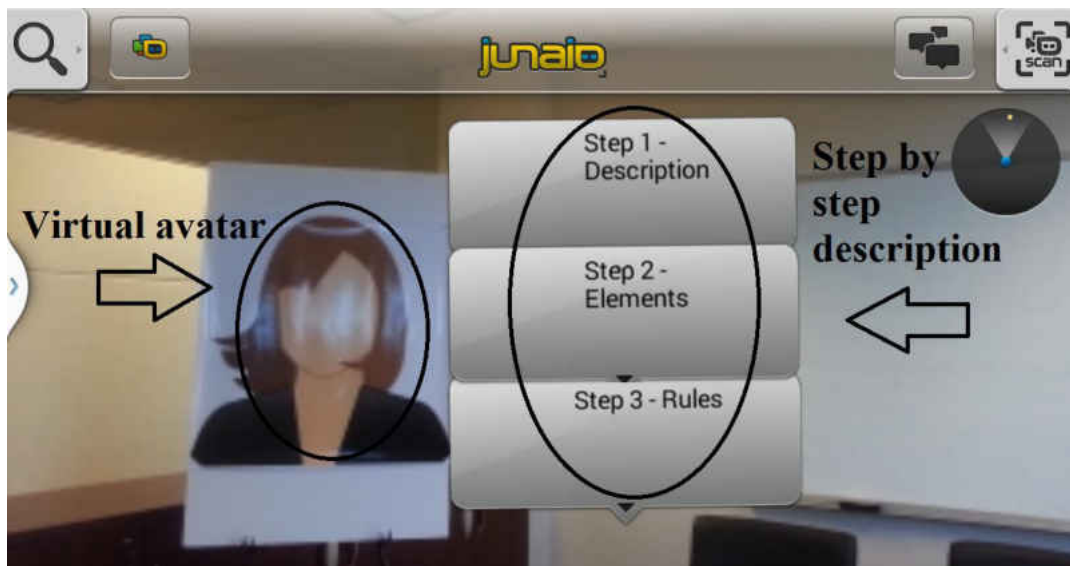 junaio
scan
Step 1 -
Description
Step by
step
description
Virtual avatar
Step 2 -
Elements
Step 3 - Rules